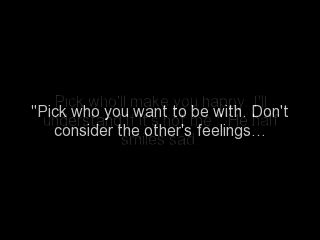 Pick who'll make you happy. I'll
"Pick who you want to be with. Don't
consider the other's feelings...
smiles sad